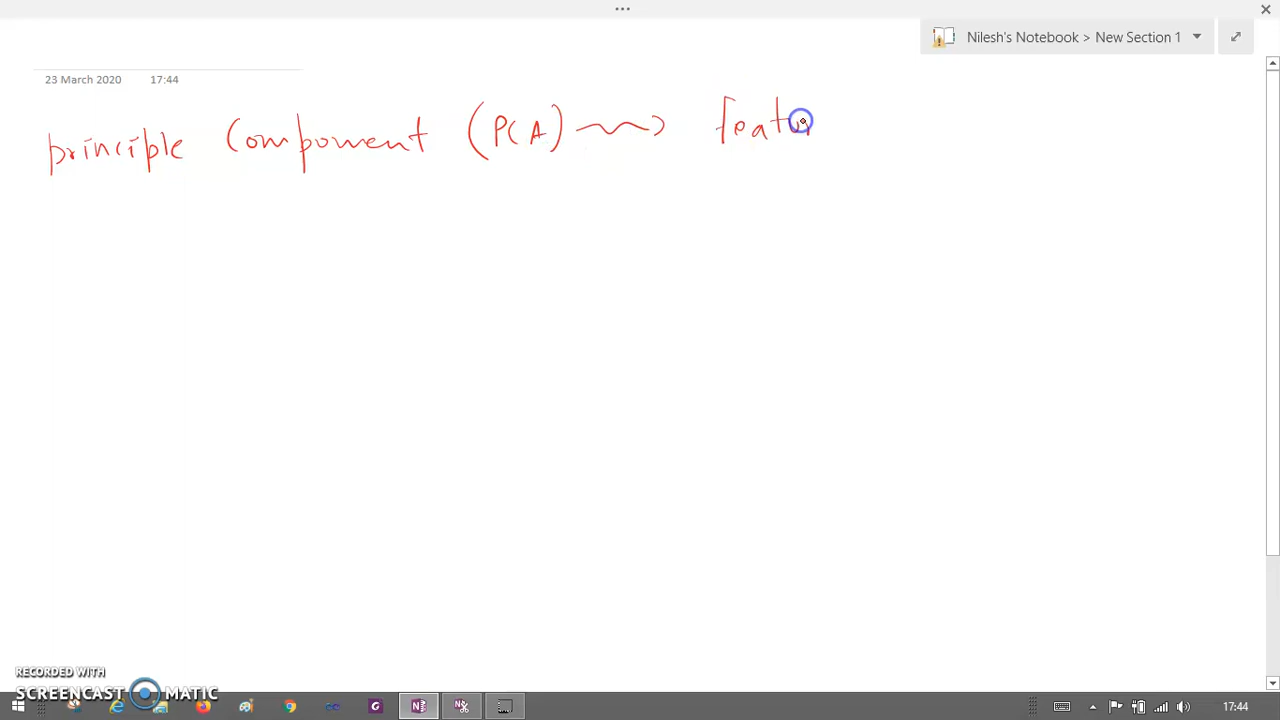 Nilesh's Notebook > New Section 1
23 March 2020 17:44
principle Component (PCA) featu
RECORDED WITH
SCREENCAST MATIC
17:44